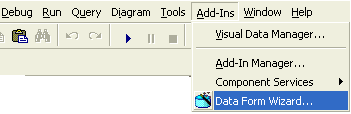 Debug Run Query Diagram Tools Add-Ins Window Help
Visual Data Manager...
Add-In Manager...
Component Services
Data Form Wizard...